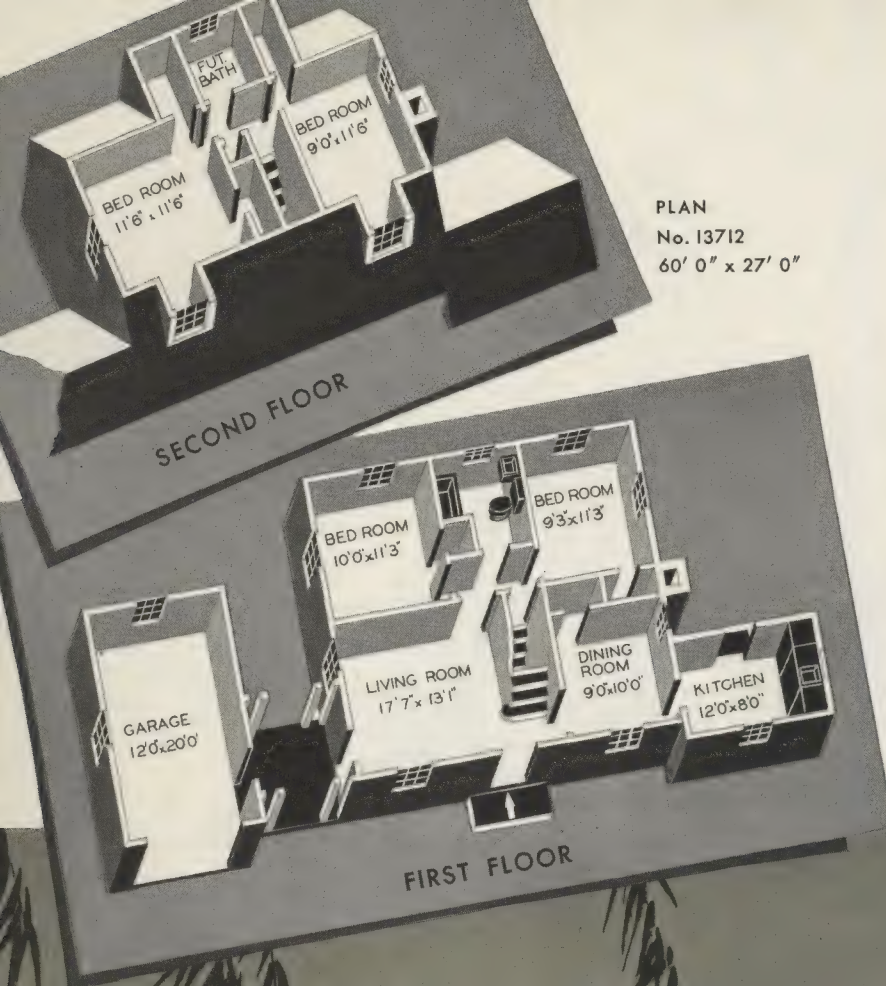 FUT.
BATH
BED ROOM
9'0"x11'6"
BED ROOM
11'6" x 11'6"
SECOND FLOOR
PLAN
No. 13712
60' 0" x 27' 0"
BED ROOM
10'0"x11'3"
BED ROOM
9'3"x11'3"
LIVING ROOM
17'7" x 13'1"
DINING
ROOM
9'0"x10'0"
KITCHEN
12'0"x8'0"
GARAGE
12'0"x20'0"
FIRST FLOOR